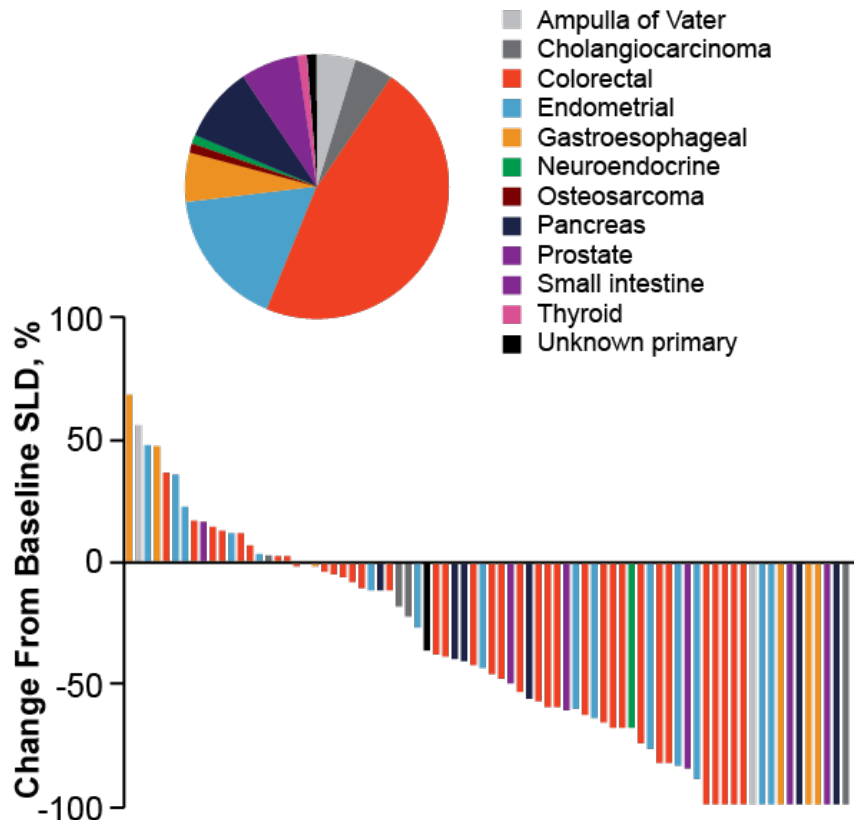 Ampulla of Vater
Cholangiocarcinoma
Colorectal
Endometrial
Gastroesophageal
Neuroendocrine
Osteosarcoma
Pancreas
Prostate
Small intestine
Thyroid
Unknown primary
Change From Baseline SLD, %
100
50
0
-50
-100